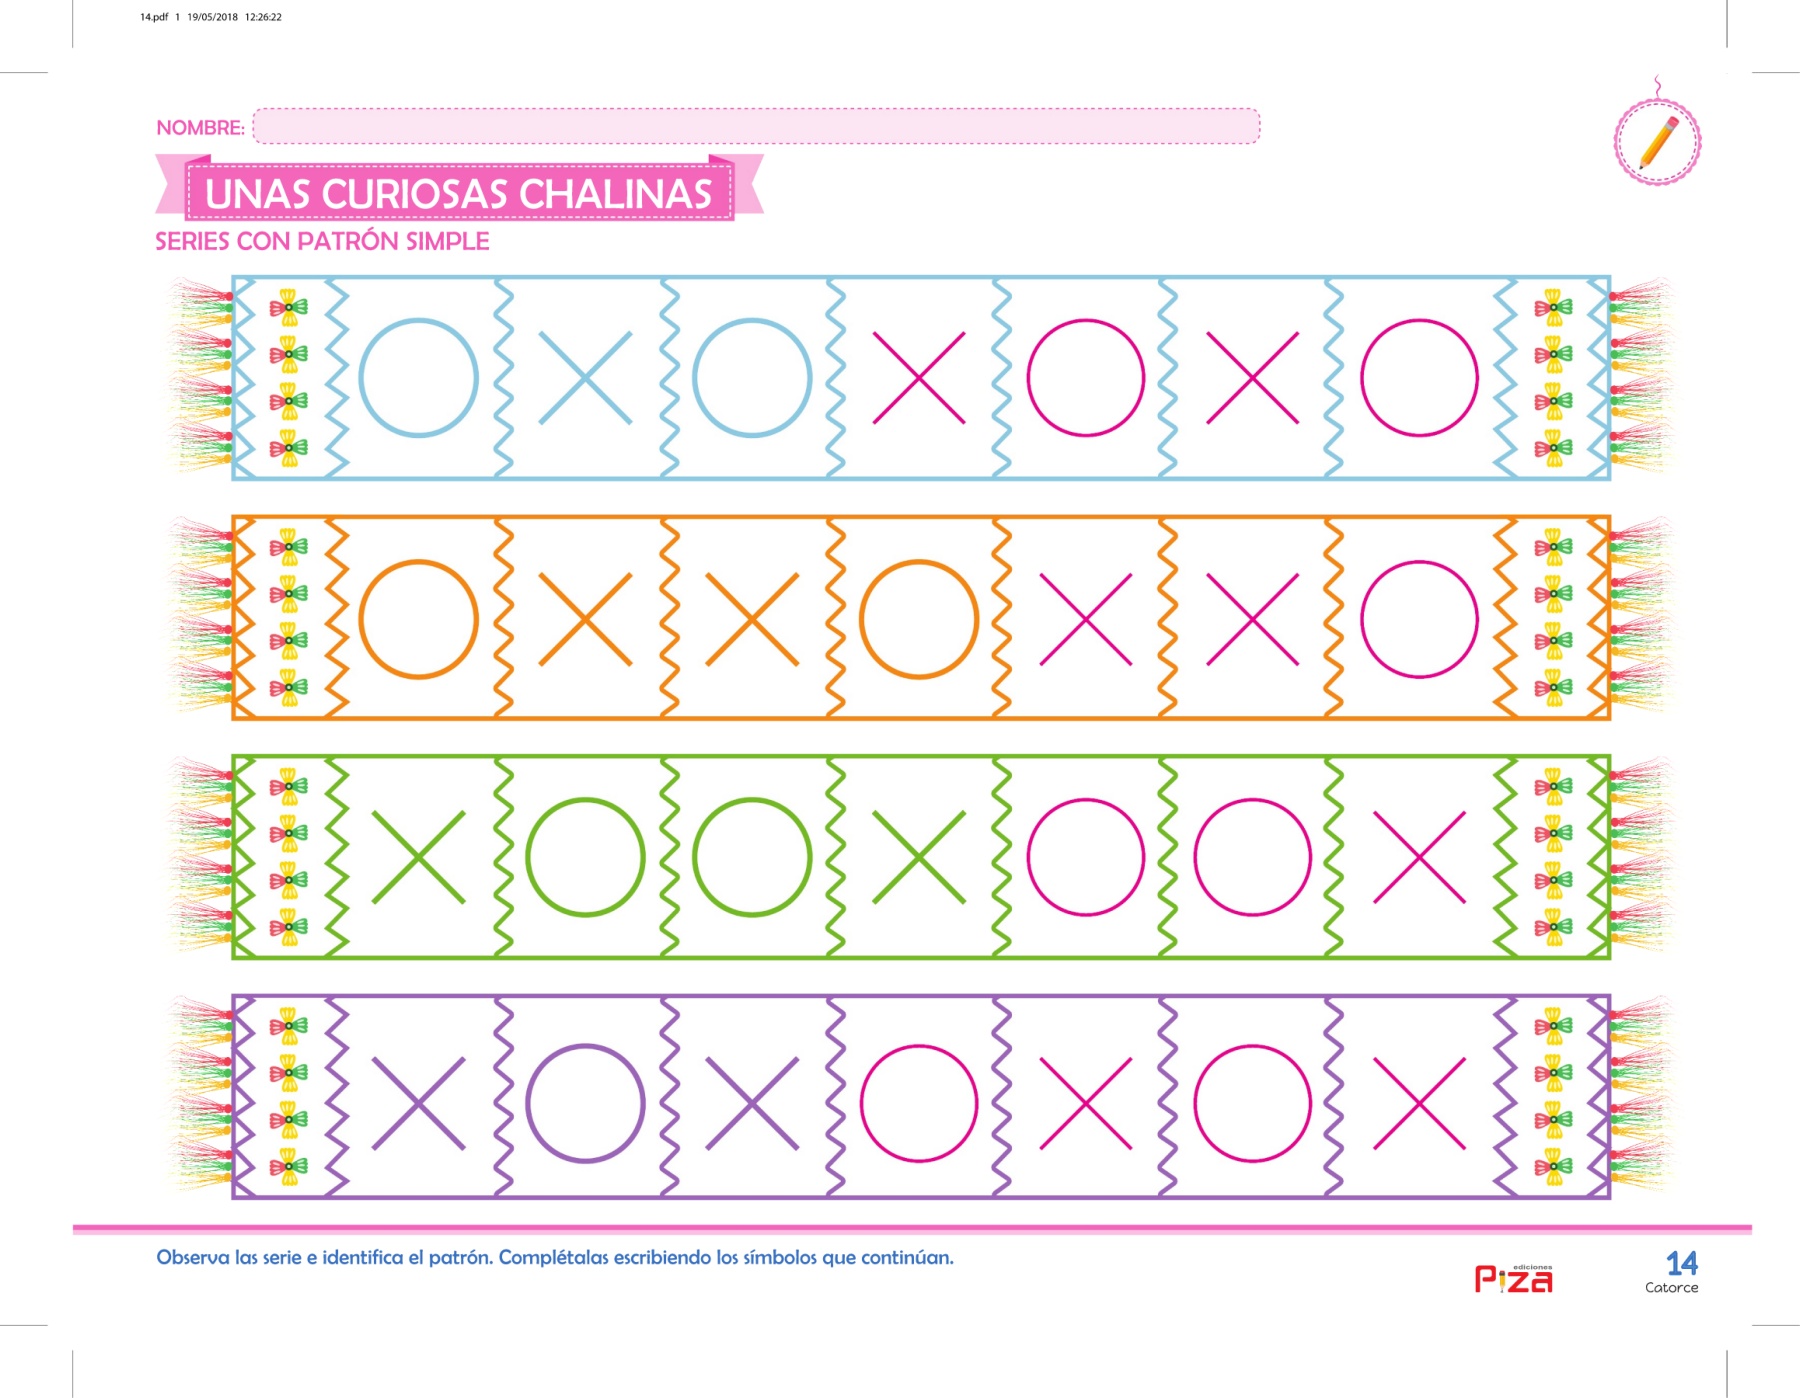 14.pdf 1 19/05/2018 12:26:22
NOMBRE:
UNAS CURIOSAS CHALINAS
SERIES CON PATRÓN SIMPLE
Observa las serie e identifica el patrón. Complétalas escribiendo los símbolos que continúan.
ediciones
Piza
14
Catorce